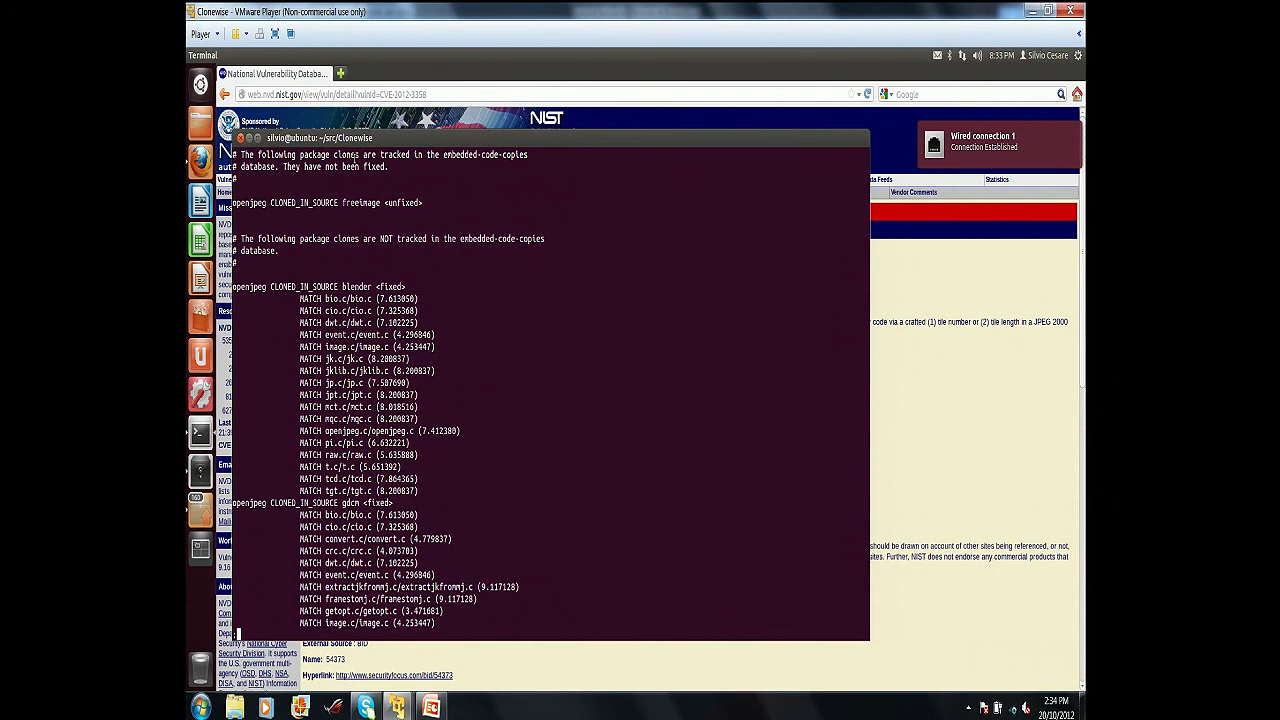 Clonewise - VMware Player (Non-commercial use only)
Player
Terminal
8:33 PM
Silvio Cesare
National Vulnerability Databa...
web.nvd.nist.gov/view/vuln/detail?vulnId=CVE-2012-3358
Google
Sponsored by
NIST
silvio@ubuntu: ~/src/Clonewise
Wired connection 1
Connection Established
# The following package clones are tracked in the embedded-code-copies
# database. They have not been fixed.
#
openjpeg CLONED_IN_SOURCE freeimage <unfixed>
# The following package clones are NOT tracked in the embedded-code-copies
# database.
#
openjpeg CLONED_IN_SOURCE blender <fixed>
MATCH bio.c/bio.c (7.613050)
MATCH cio.c/cio.c (7.325368)
MATCH dwt.c/dwt.c (7.102225)
MATCH event.c/event.c (4.296846)
MATCH image.c/image.c (4.253447)
MATCH jk.c/jk.c (8.200837)
MATCH jklib.c/jklib.c (8.200837)
MATCH jp.c/jp.c (7.507690)
MATCH jpt.c/jpt.c (8.200837)
MATCH mct.c/mct.c (8.018516)
MATCH mqc.c/mqc.c (8.200837)
MATCH openjpeg.c/openjpeg.c (7.412380)
MATCH pi.c/pi.c (6.632221)
MATCH raw.c/raw.c (5.635888)
MATCH t.c/t.c (5.651392)
MATCH tcd.c/tcd.c (7.864365)
MATCH tgt.c/tgt.c (8.200837)
openjpeg CLONED_IN_SOURCE gdcm <fixed>
MATCH bio.c/bio.c (7.613050)
MATCH cio.c/cio.c (7.325368)
MATCH convert.c/convert.c (4.779837)
MATCH crc.c/crc.c (4.073703)
MATCH dwt.c/dwt.c (7.102225)
MATCH event.c/event.c (4.296846)
MATCH extractjkfrommj.c/extractjkfrommj.c (9.117128)
MATCH framestomj.c/framestomj.c (9.117128)
MATCH getopt.c/getopt.c (3.471681)
MATCH image.c/image.c (4.253447)
:
Statistics
Vendor Comments
code via a crafted (1) tile number or (2) tile length in a JPEG 2000
should be drawn on account of other sites being referenced, or not,
sites. Further, NIST does not endorse any commercial products that
Security's National Cyber
Security Division. It supports
the U.S. government multi-
agency (OSD, DHS, NSA,
DISA, and NIST) Information
External Source : BID
Name: 54373
Hyperlink: http://www.securityfocus.com/bid/54373
2:34 PM
20/10/2012